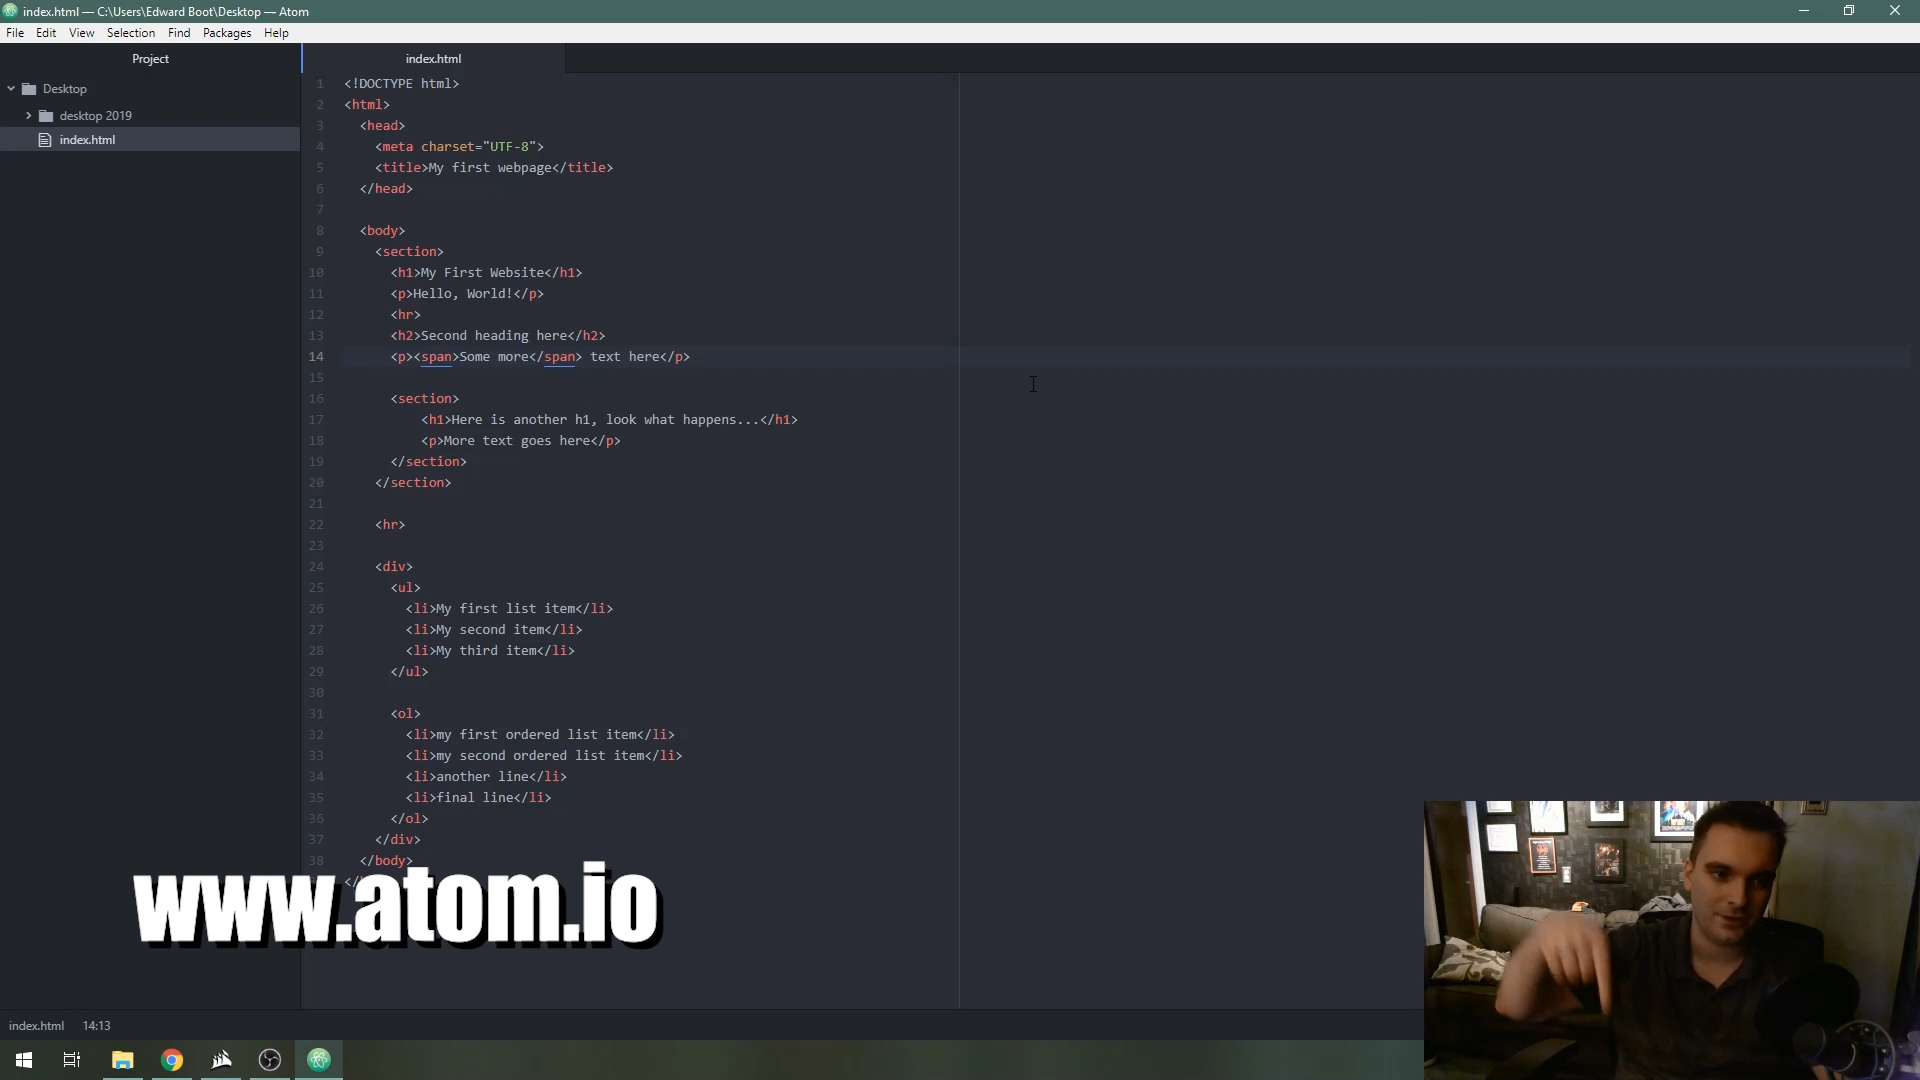 index.html — C:\Users\Edward Boot\Desktop — Atom
File Edit View Selection Find Packages Help
Project
index.html
Desktop
desktop 2019
index.html
1 <!DOCTYPE html>
2 <html>
3 <head>
4 <meta charset="UTF-8">
5 <title>My first webpage</title>
6 </head>
7
8 <body>
9 <section>
10 <h1>My First Website</h1>
11 <p>Hello, World!</p>
12 <hr>
13 <h2>Second heading here</h2>
14 <p><span>Some more</span> text here</p>
15
16 <section>
17 <h1>Here is another h1, look what happens...</h1>
18 <p>More text goes here</p>
19 </section>
20 </section>
21
22 <hr>
23
24 <div>
25 <ul>
26 <li>My first list item</li>
27 <li>My second item</li>
28 <li>My third item</li>
29 </ul>
30
31 <ol>
32 <li>my first ordered list item</li>
33 <li>my second ordered list item</li>
34 <li>another line</li>
35 <li>final line</li>
36 </ol>
37 </div>
38 </body>
www.atom.io
index.html 14:13